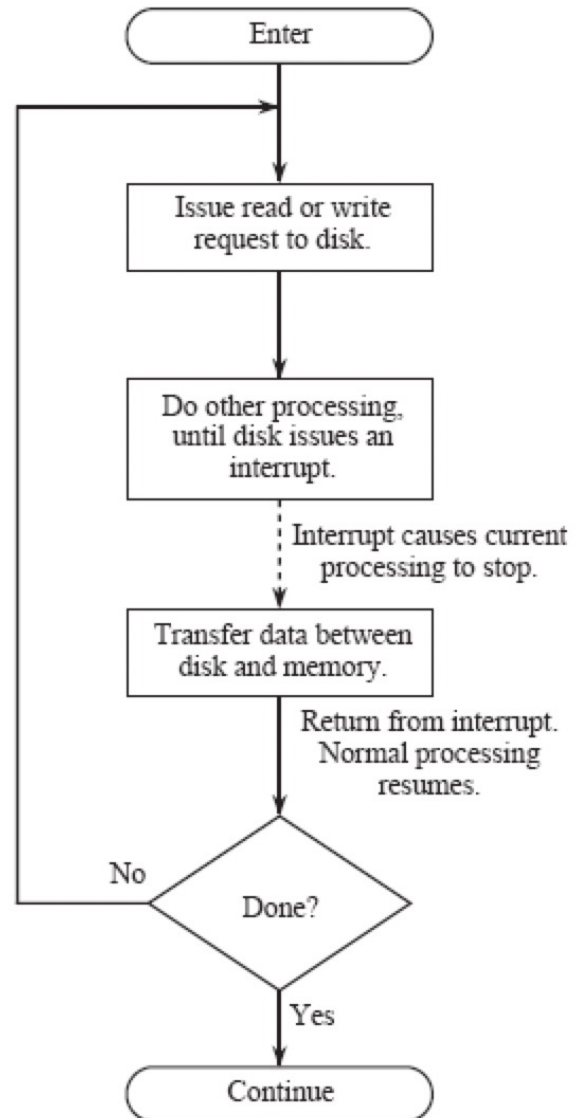 Enter
Issue read or write
request to disk.
Do other processing,
until disk issues an
interrupt.
Interrupt causes current
processing to stop.
Transfer data between
disk and memory.
Return from interrupt.
Normal processing
resumes.
No
Done?
Yes
Continue